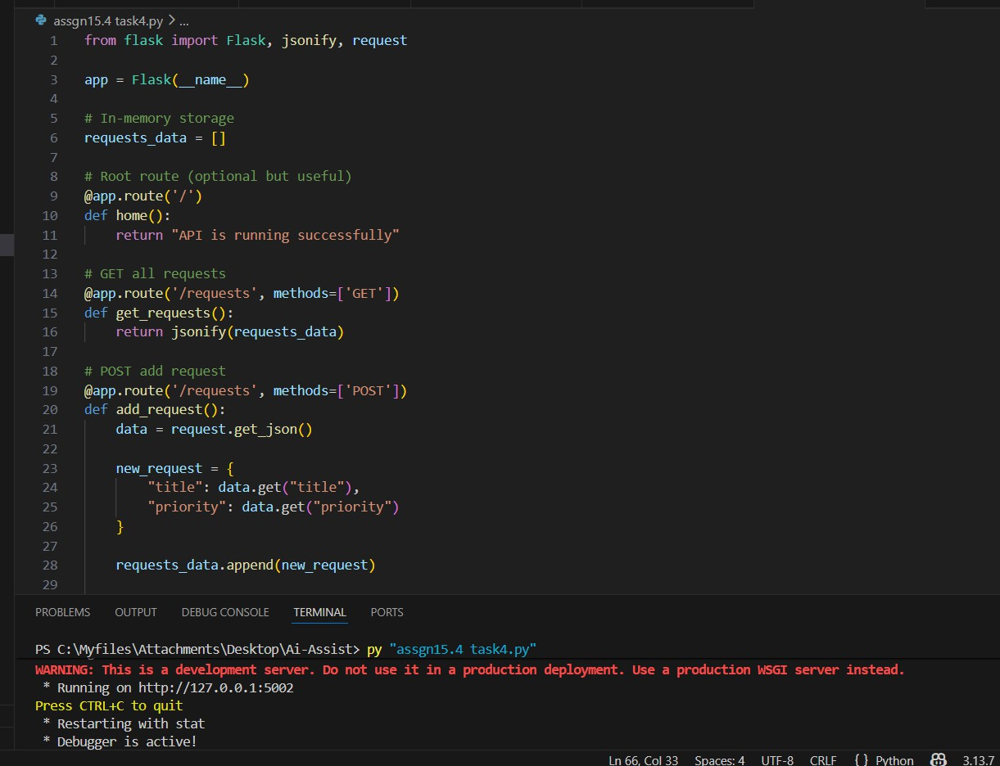 assgn15.4 task4.py > ...
1 from flask import Flask, jsonify, request
2
3 app = Flask(__name__)
4
5 # In-memory storage
6 requests_data = []
7
8 # Root route (optional but useful)
9 @app.route('/')
10 def home():
11     return "API is running successfully"
12
13 # GET all requests
14 @app.route('/requests', methods=['GET'])
15 def get_requests():
16     return jsonify(requests_data)
17
18 # POST add request
19 @app.route('/requests', methods=['POST'])
20 def add_request():
21     data = request.get_json()
22
23     new_request = {
24         "title": data.get("title"),
25         "priority": data.get("priority")
26     }
27
28     requests_data.append(new_request)
29
PROBLEMS OUTPUT DEBUG CONSOLE TERMINAL PORTS
PS C:\Myfiles\Attachments\Desktop\Ai-Assist> py "assgn15.4 task4.py"
WARNING: This is a development server. Do not use it in a production deployment. Use a production WSGI server instead.
 * Running on http://127.0.0.1:5002
Press CTRL+C to quit
 * Restarting with stat
 * Debugger is active!
Ln 66, Col 33 Spaces: 4 UTF-8 CRLF { } Python 3.13.7